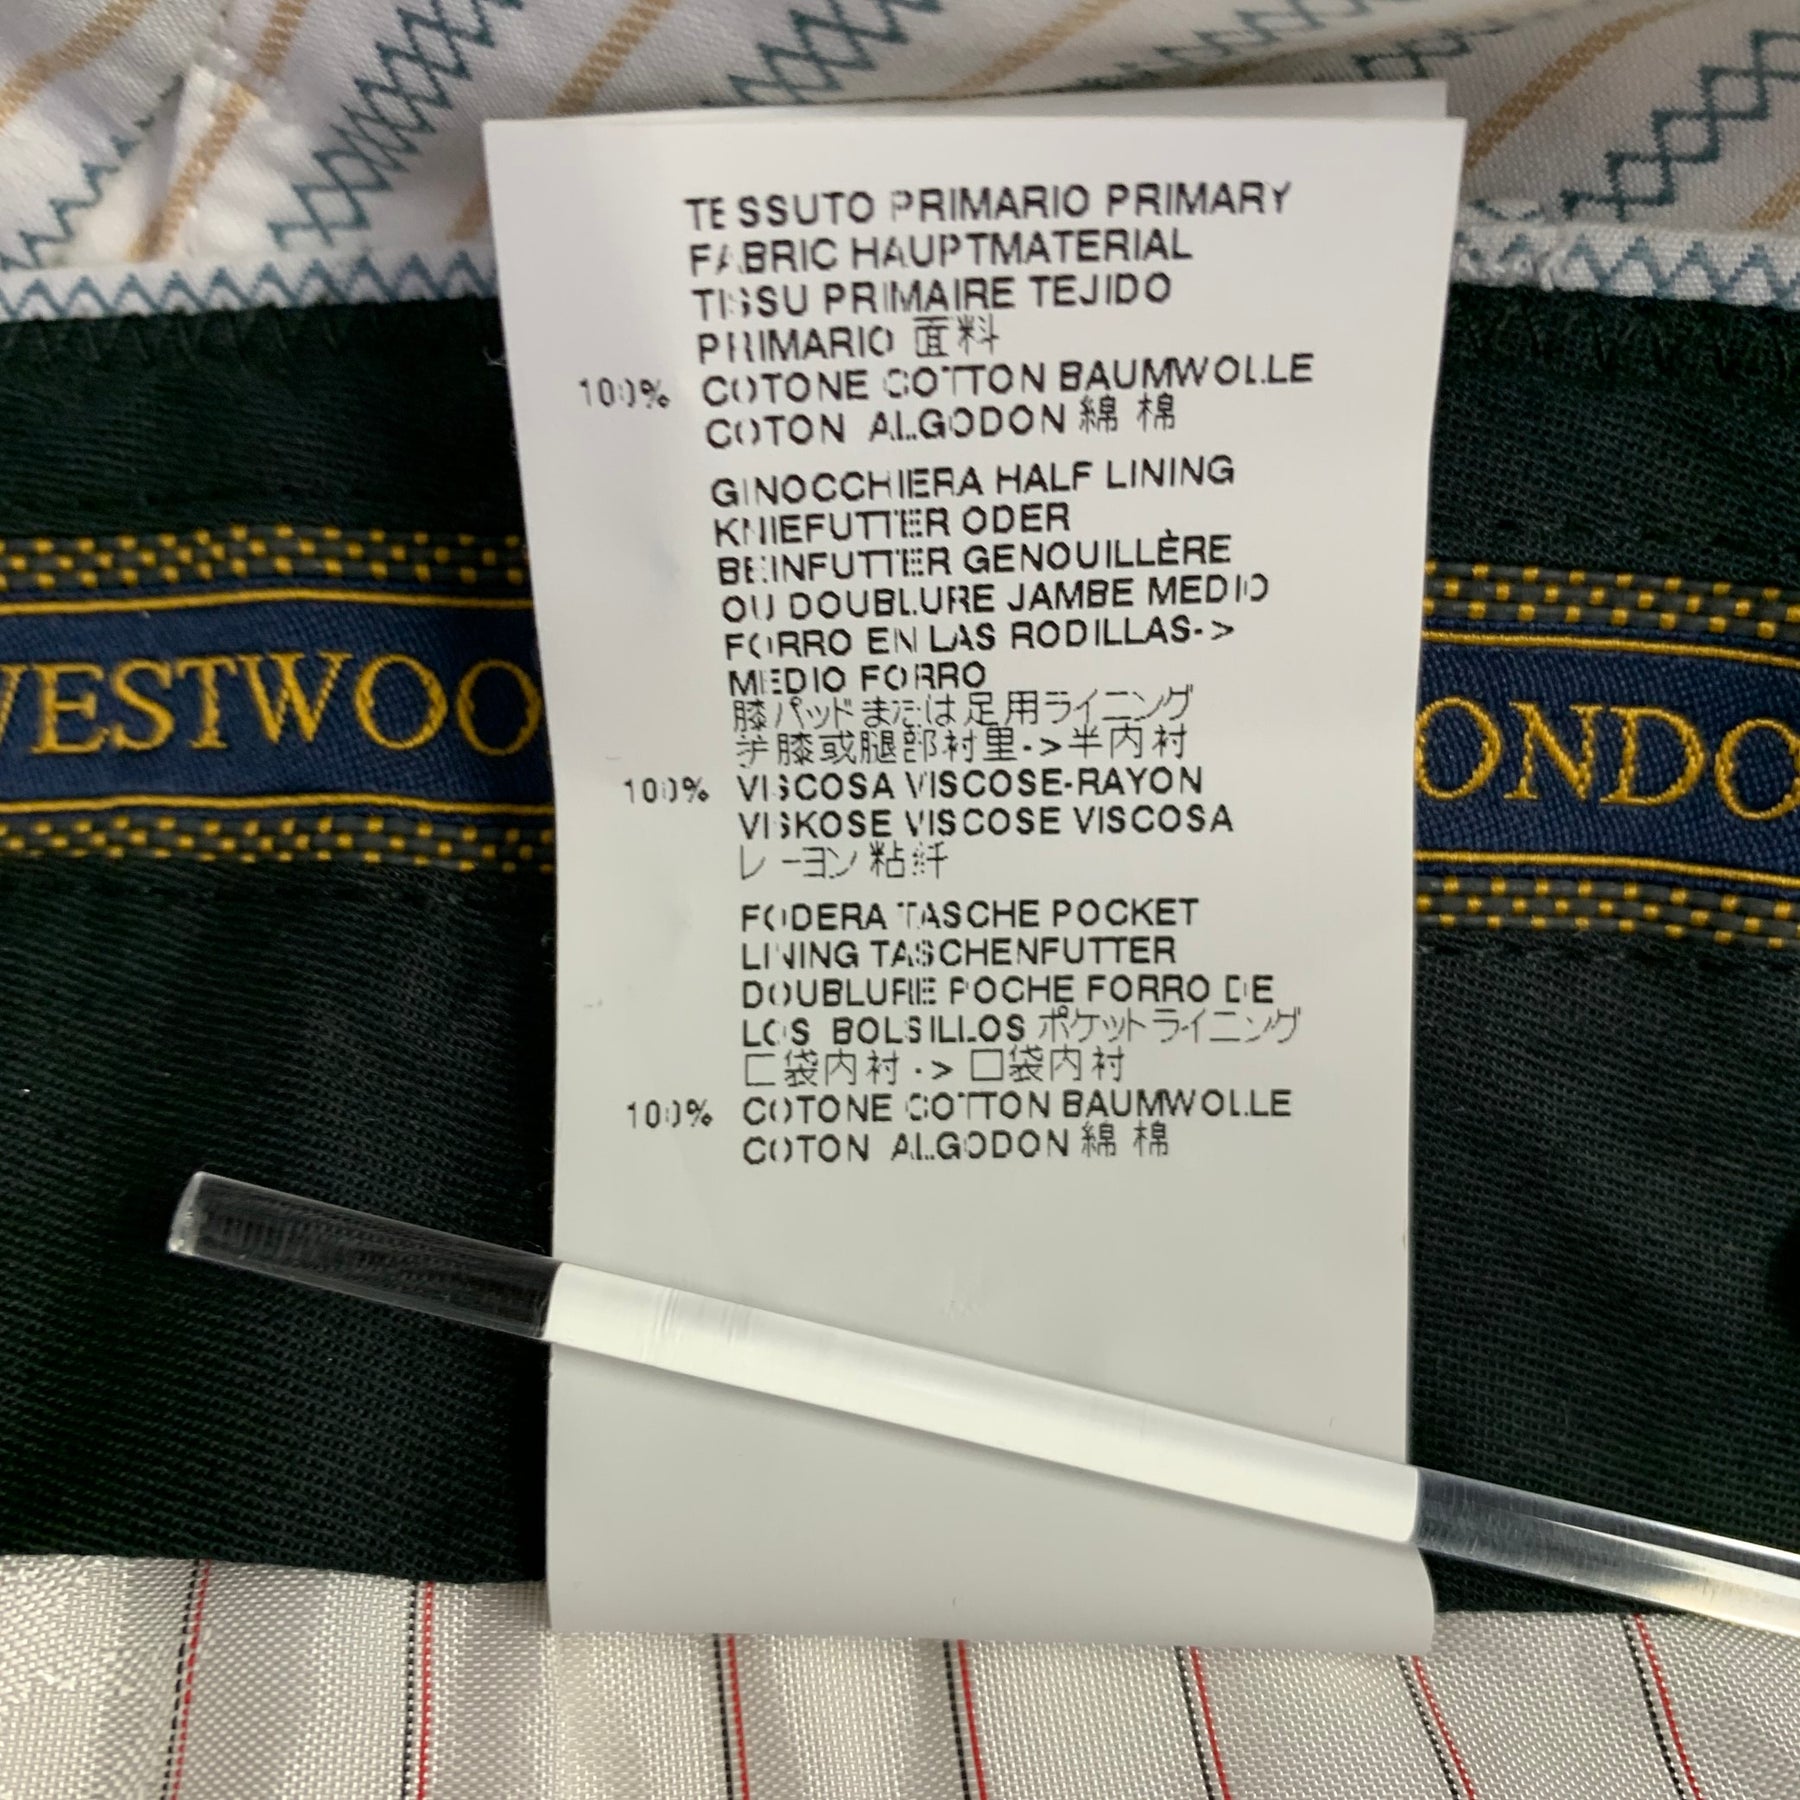 TESSUTO PRIMARIO PRIMARY
FABRIC HAUPTMATERIAL
TISSU PRIMAIRE TEJIDO
PRIMARIO 面料
100% COTONE COTTON BAUMWOLLE
COTON ALGODON 綿 棉
GINOCCHIERA HALF LINING
KNIEFUTTER ODER
BEINFUTTER GENOUILLÈRE
OU DOUBLURE JAMBE MEDIO
FORRO EN LAS RODILLAS->
MEDIO FORRO
膝パッドまたは足用ライニング
半膝或腿部衬里->半内衬
100% VISCOSA VISCOSE-RAYON
VISKOSE VISCOSE VISCOSA
レーヨン 粘纤
FODERA TASCHE POCKET
LINING TASCHENFUTTER
DOUBLURE POCHE FORRO DE
LOS BOLSILLOS ポケットライニング
口袋内衬 -> 口袋内衬
100% COTONE COTTON BAUMWOLLE
COTON ALGODON 綿 棉
WESTWOO
ONDO